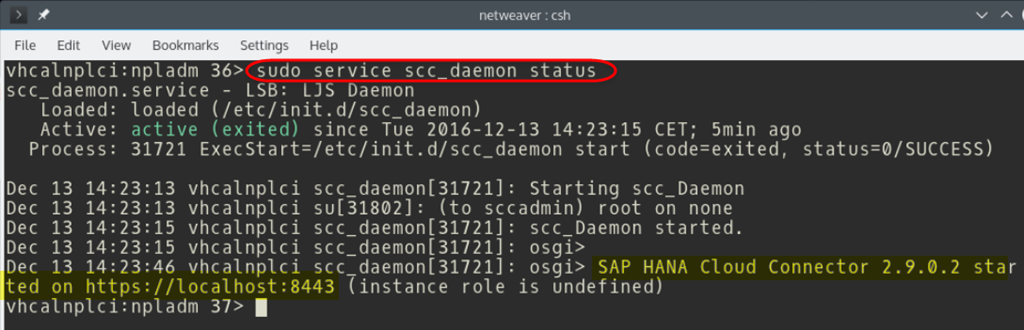 netweaver : csh
File Edit View Bookmarks Settings Help
vhcalnplci:npladm 36> sudo service scc_daemon status
scc_daemon.service - LSB: LJS Daemon
Loaded: loaded (/etc/init.d/scc_daemon)
Active: active (exited) since Tue 2016-12-13 14:23:15 CET; 5min ago
Process: 31721 ExecStart=/etc/init.d/scc_daemon start (code=exited, status=0/SUCCESS)
Dec 13 14:23:13 vhcalnplci scc_daemon[31721]: Starting scc_Daemon
Dec 13 14:23:13 vhcalnplci su[31802]: (to sccadmin) root on none
Dec 13 14:23:15 vhcalnplci scc_daemon[31721]: scc_Daemon started.
Dec 13 14:23:15 vhcalnplci scc_daemon[31721]: osgi>
Dec 13 14:23:46 vhcalnplci scc_daemon[31721]: osgi> SAP HANA Cloud Connector 2.9.0.2 star
ted on https://localhost:8443 (instance role is undefined)
vhcalnplci:npladm 37>